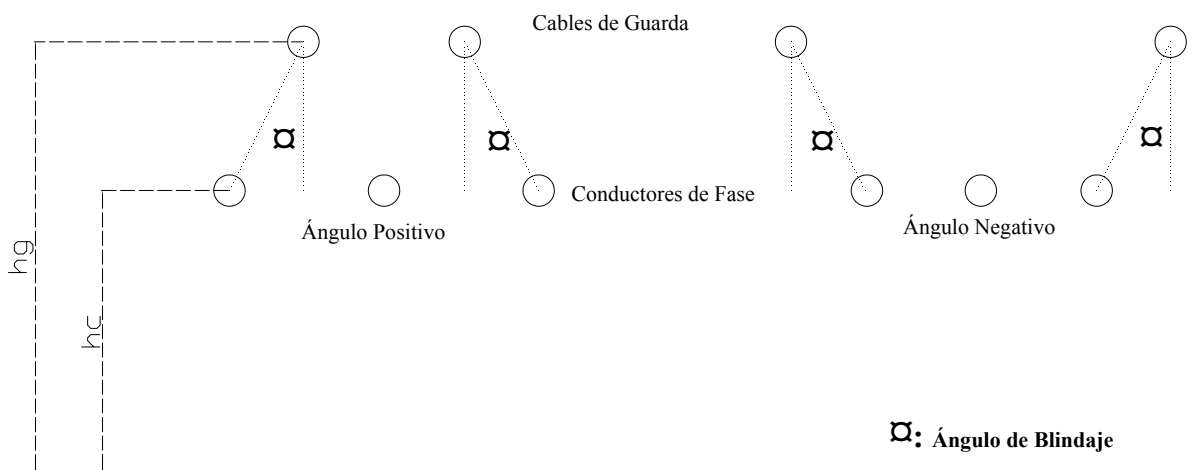 Cables de Guarda
¤ ¤ ¤ ¤
Conductores de Fase
Ángulo Positivo
Ángulo Negativo
hg
hc
¤: Ángulo de Blindaje